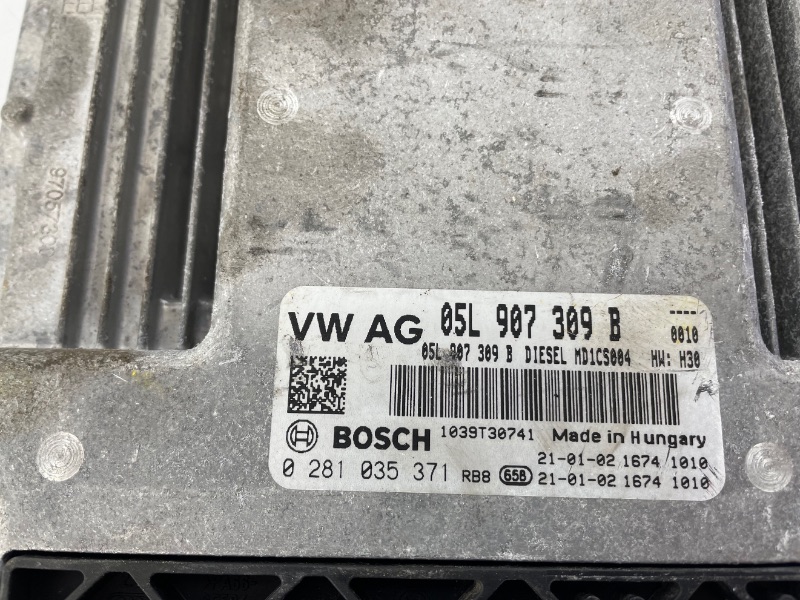 VW AG 05L 907 309 B ----
0010
05L 907 309 B DIESEL MD1CS004 HW: H30
BOSCH 1039T30741 Made in Hungary
21-01-02 1674 1010
0 281 035 371 RB8 65B 21-01-02 1674 1010